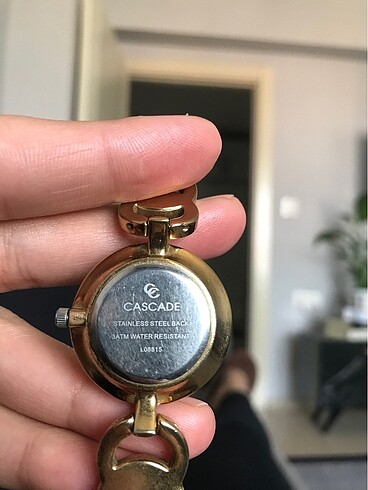 CASCADE
STAINLESS STEEL BACK
3ATM WATER RESISTANT
L08815